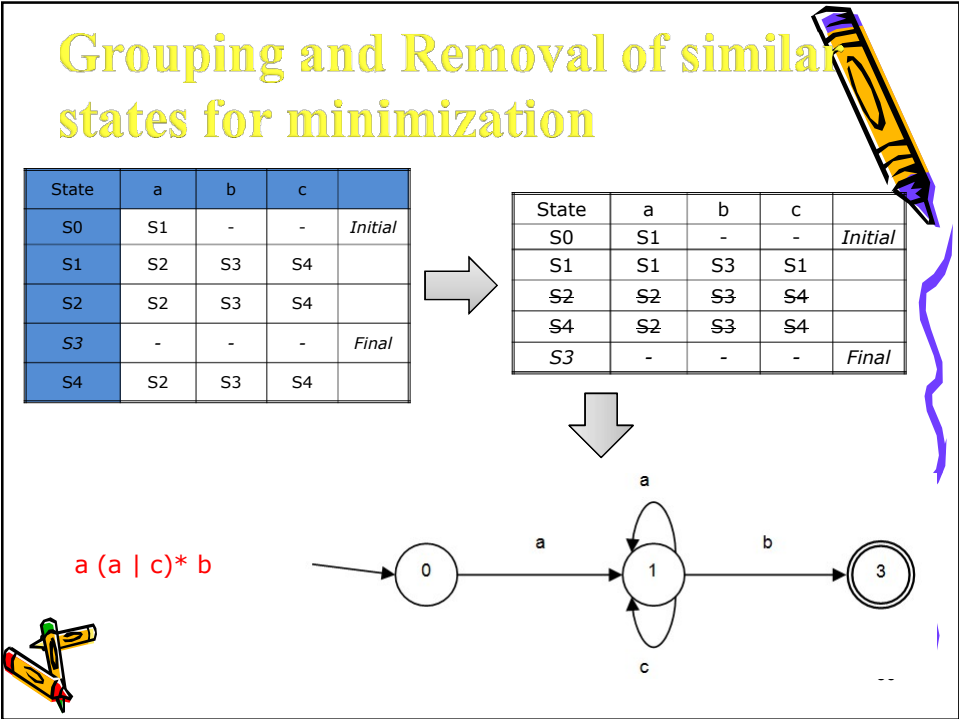 Grouping and Removal of similar
states for minimization
State a b c
S0 S1 - - Initial
S1 S2 S3 S4
S2 S2 S3 S4
S3 - - - Final
S4 S2 S3 S4
State a b c
S0 S1 - - Initial
S1 S1 S3 S1
S2 S2 S3 S4
S4 S2 S3 S4
S3 - - - Final
a
a b
a (a | c)* b
0 1 3
c